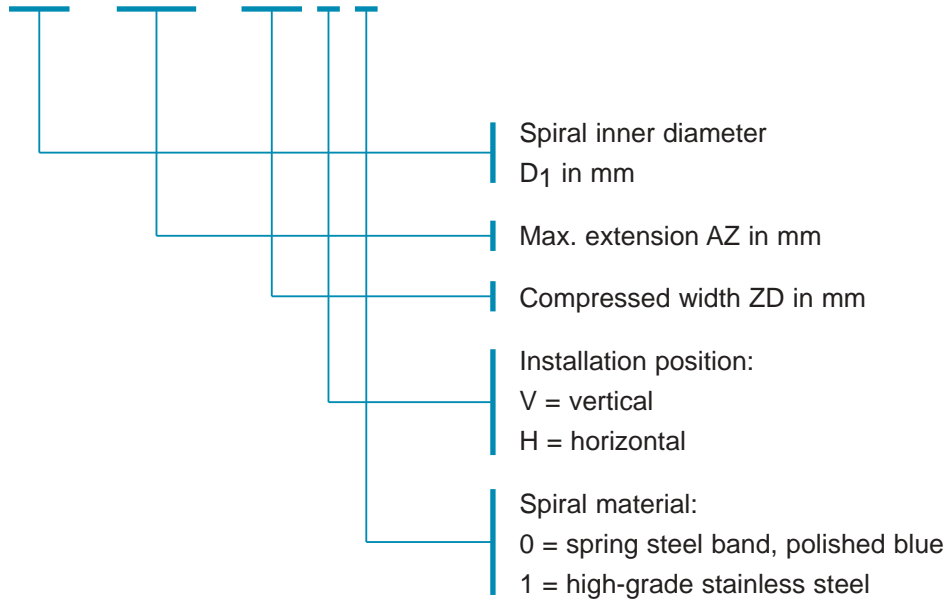 Spiral inner diameter
D1 in mm
Max. extension AZ in mm
Compressed width ZD in mm
Installation position:
V = vertical
H = horizontal
Spiral material:
0 = spring steel band, polished blue
1 = high-grade stainless steel